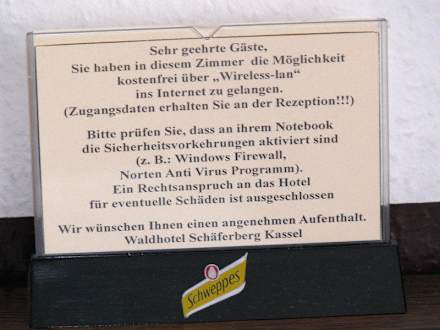 Sehr geehrte Gäste,
Sie haben in diesem Zimmer die Möglichkeit
kostenfrei über „Wireless-lan"
ins Internet zu gelangen.
(Zugangsdaten erhalten Sie an der Rezeption!!!)
Bitte prüfen Sie, dass an ihrem Notebook
die Sicherheitsvorkehrungen aktiviert sind
(z. B.: Windows Firewall,
Norten Anti Virus Programm).
Ein Rechtsanspruch an das Hotel
für eventuelle Schäden ist ausgeschlossen
Wir wünschen Ihnen einen angenehmen Aufenthalt.
Waldhotel Schäferberg Kassel
Schweppes